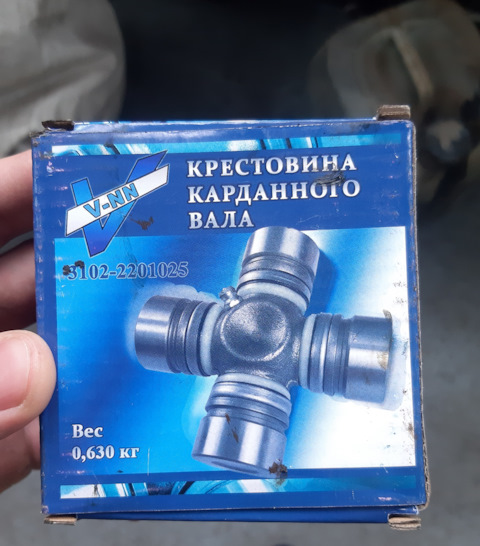 V-NN
КРЕСТОВИНА
КАРДАННОГО
ВАЛА
3102-2201025
Вес
0,630 кг